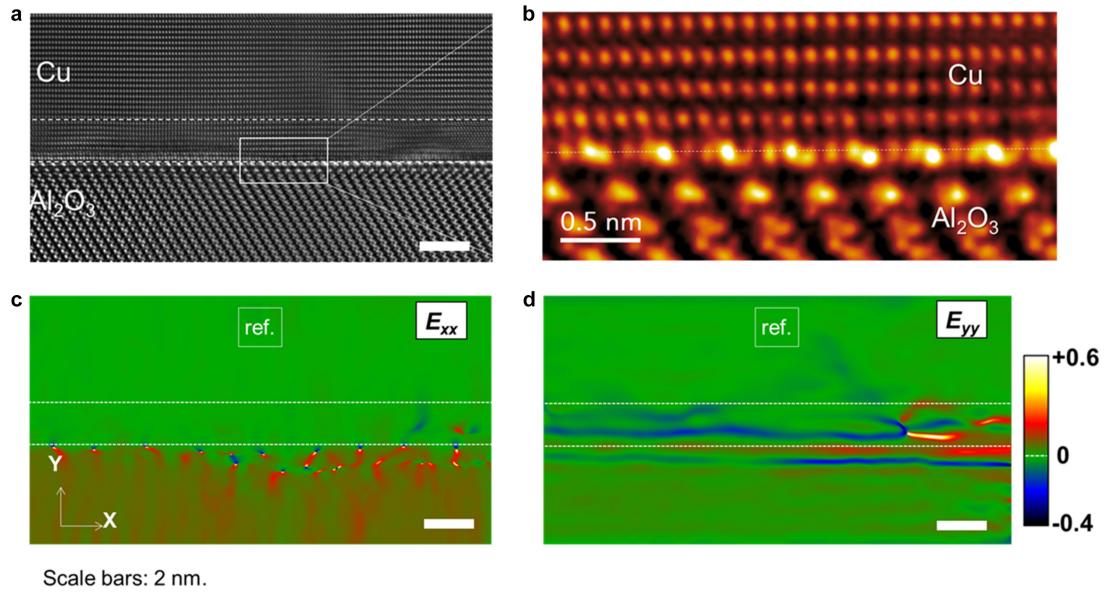 a
Cu
Al₂O₃
b
Cu
0.5 nm
Al₂O₃
c
ref.
Exx
Y
X
d
ref.
Eyy
+0.6
0
-0.4
Scale bars: 2 nm.